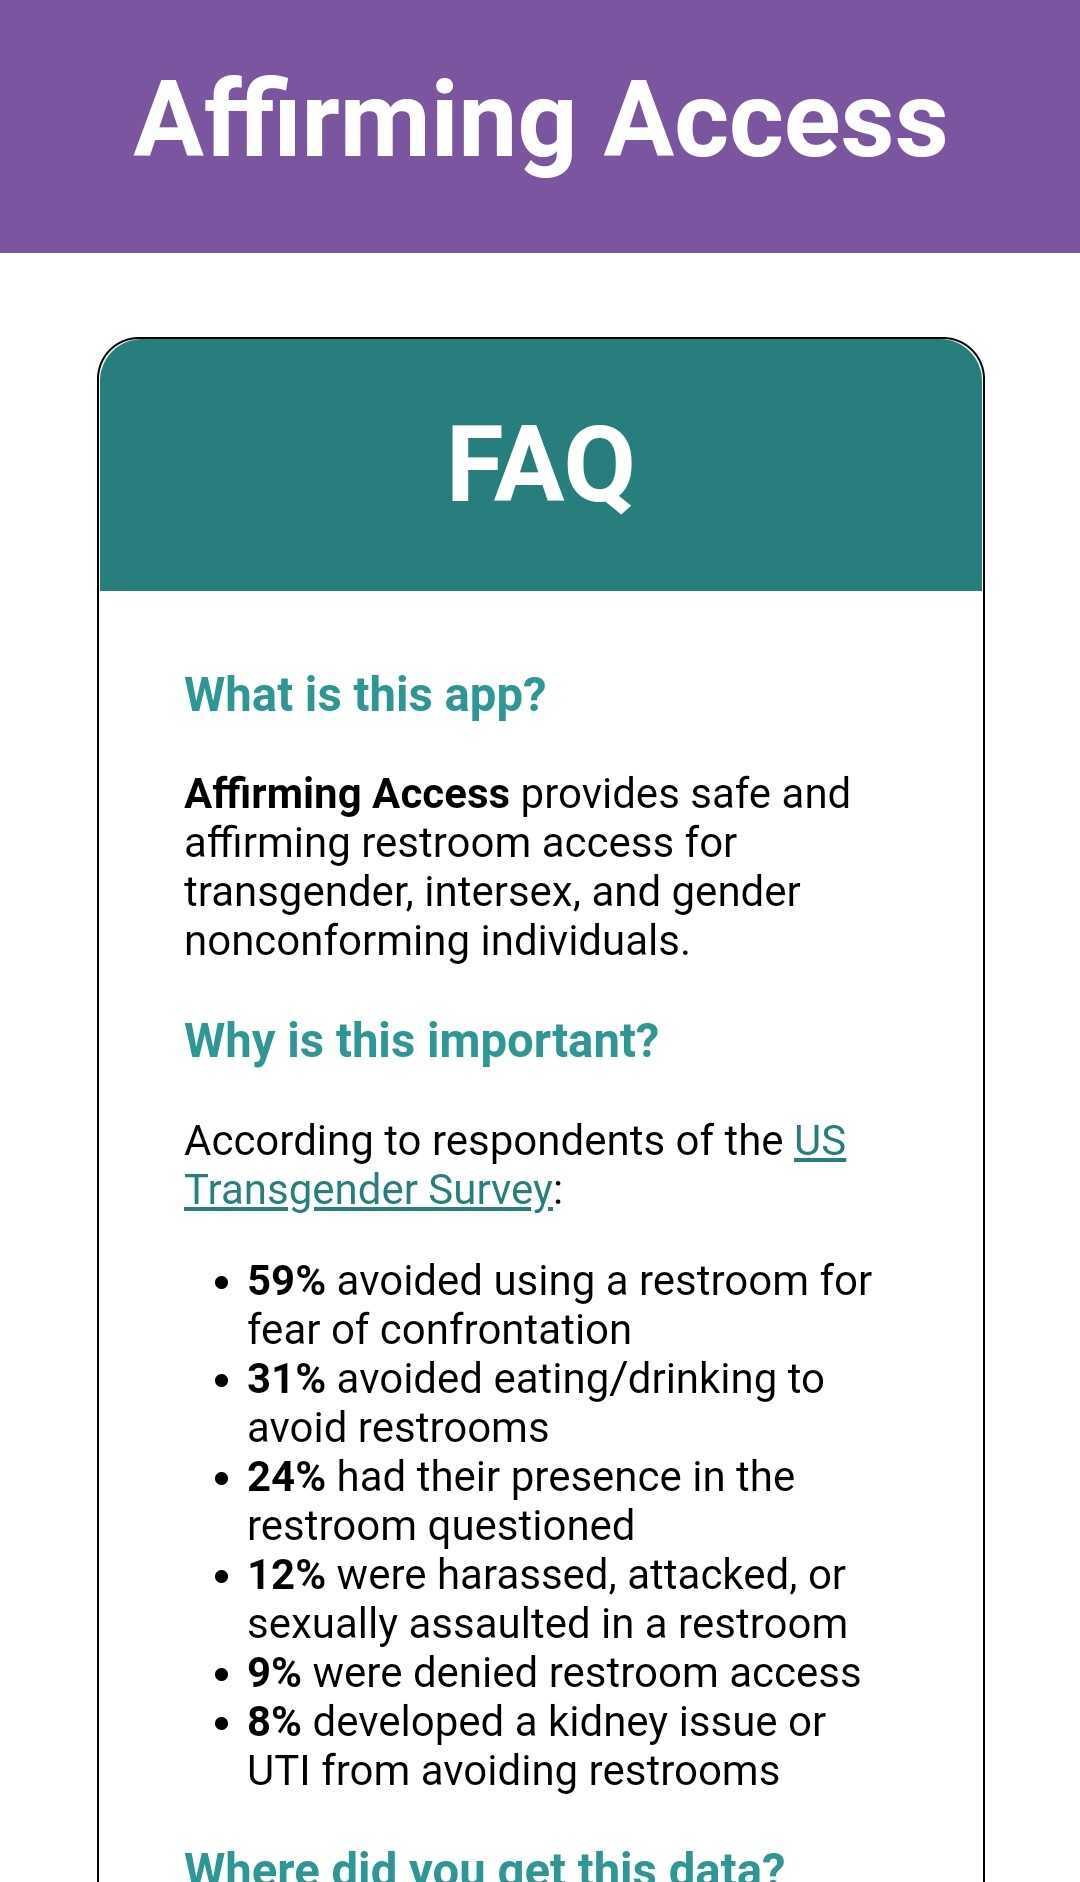 Affirming Access
FAQ
What is this app?
Affirming Access provides safe and
affirming restroom access for
transgender, intersex, and gender
nonconforming individuals.
Why is this important?
According to respondents of the US
Transgender Survey:
• 59% avoided using a restroom for
fear of confrontation
• 31% avoided eating/drinking to
avoid restrooms
• 24% had their presence in the
restroom questioned
• 12% were harassed, attacked, or
sexually assaulted in a restroom
• 9% were denied restroom access
• 8% developed a kidney issue or
UTI from avoiding restrooms
Where did you get this data?